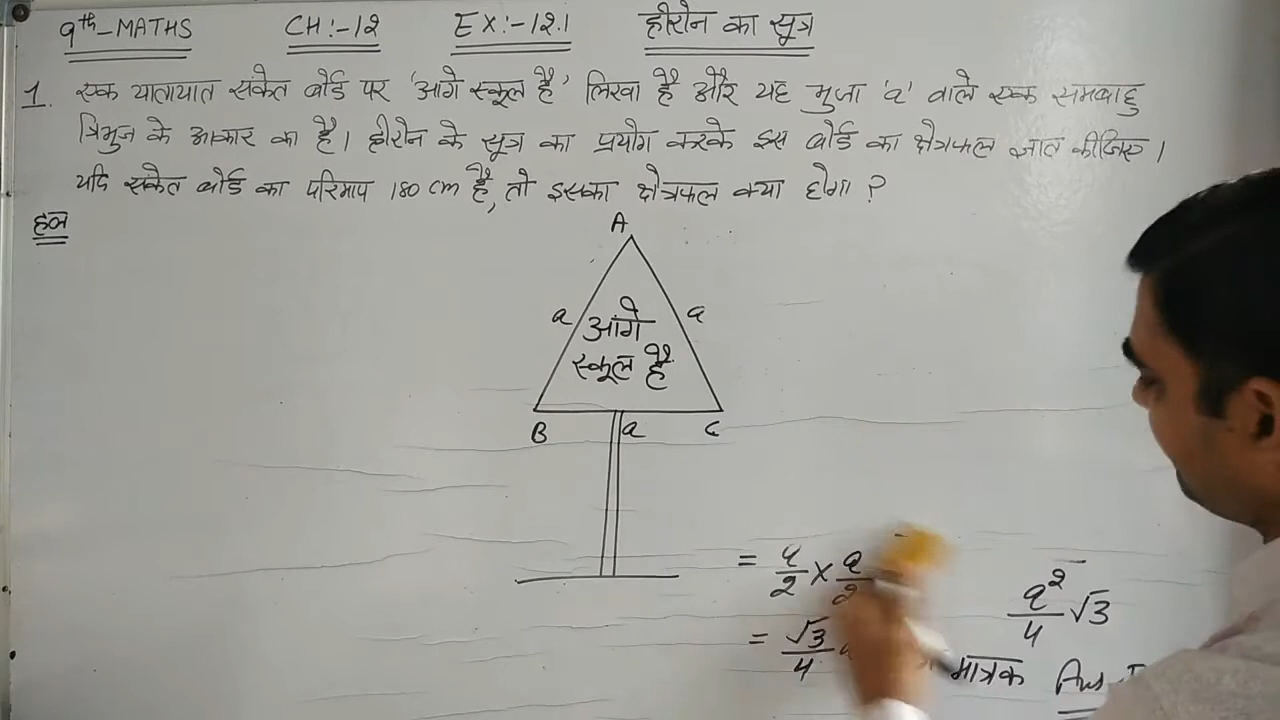 9th-MATHS CH:-12 EX:-12.1 हीरोन का सूत्र
1. एक यातायात संकेत बोर्ड पर 'आगे स्कूल है' लिखा है और यह भुजा 'a' वाले एक समबाहु
त्रिभुज के आकार का है। हीरोन के सूत्र का प्रयोग करके इस बोर्ड का क्षेत्रफल ज्ञात कीजिए।
यदि संकेत बोर्ड का परिमाप 180 cm है, तो इसका क्षेत्रफल क्या होगा ?
हल
A
a a
आगे
स्कूल है
B a C
= a/2 × a/2
a²/4 √3
= √3/4
मात्रक Ans